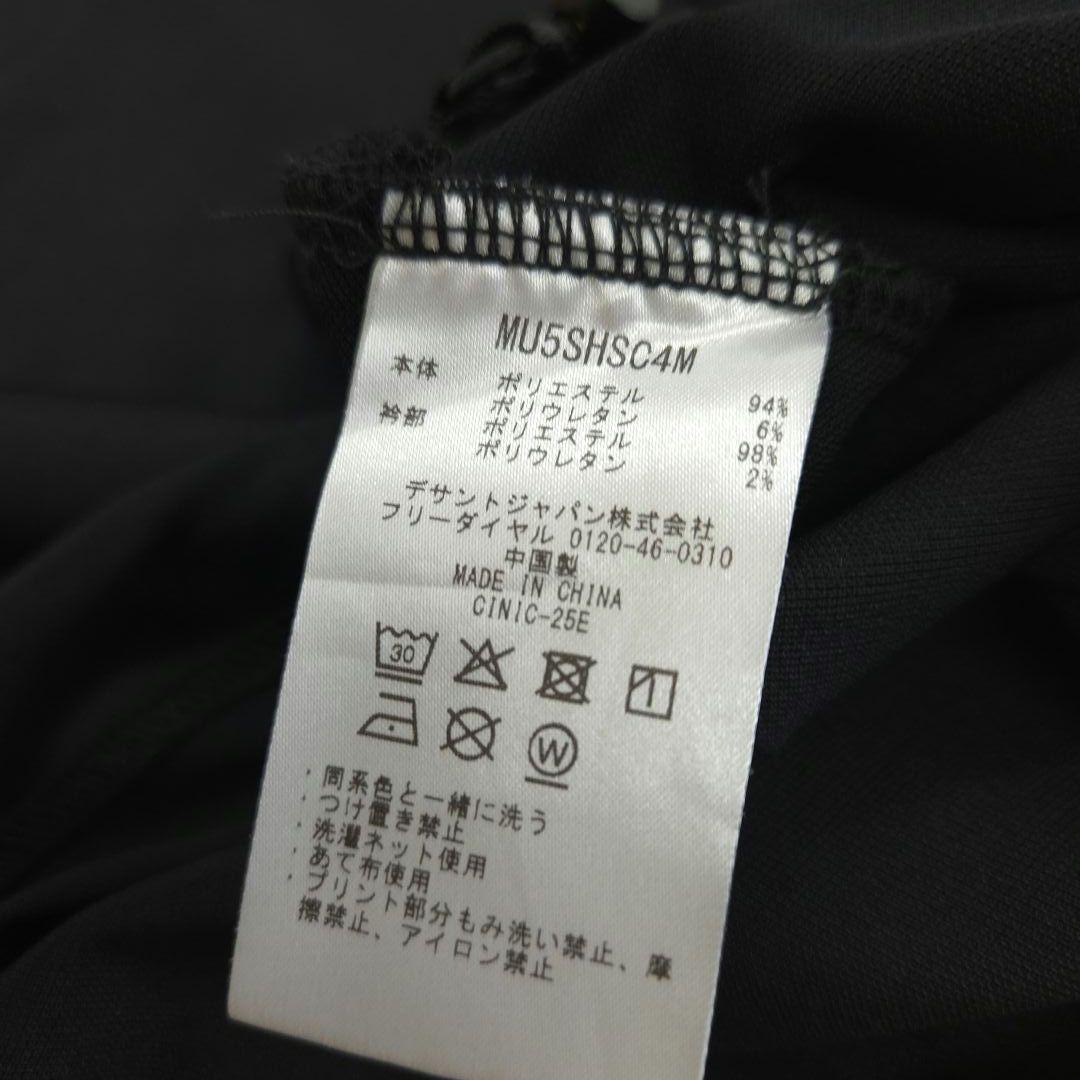 MU5SHSC4M
本体 ポリエステル 94%
ポリウレタン 6%
衿部 ポリエステル 98%
ポリウレタン 2%
デサントジャパン株式会社
フリーダイヤル 0120-46-0310
中国製
MADE IN CHINA
CINIC-25E
30
W
・同系色と一緒に洗う
・つけ置き禁止
・洗濯ネット使用
・あて布使用
・プリント部分もみ洗い禁止、摩
擦禁止、アイロン禁止